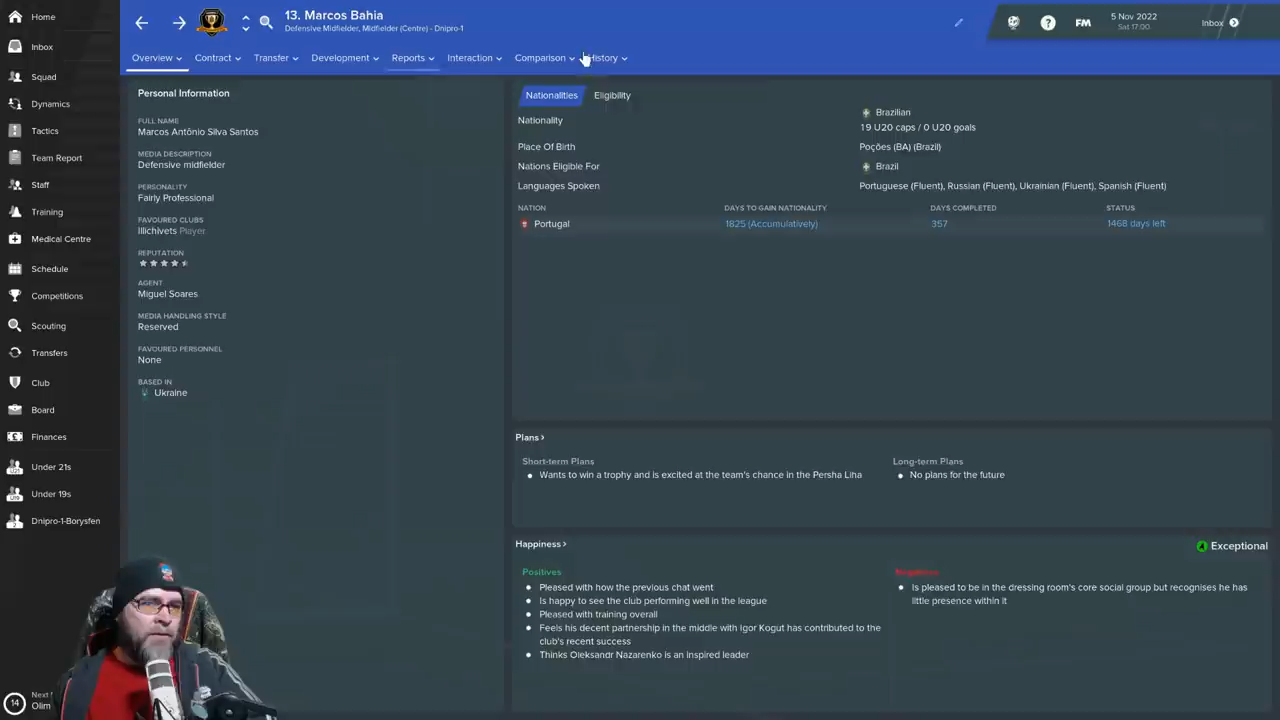 Home
Inbox
Squad
Dynamics
Tactics
Team Report
Staff
Training
Medical Centre
Schedule
Competitions
Scouting
Transfers
Club
Board
Finances
Under 21s
Under 19s
Dnipro-1-Borysfen
14
Olim
13. Marcos Bahia
Defensive Midfielder, Midfielder (Centre) - Dnipro-1
FM
5 Nov 2022
Sat 17:00
Inbox
Overview
Contract
Transfer
Development
Reports
Interaction
Comparison
History
Personal Information
FULL NAME
Marcos Antônio Silva Santos
MEDIA DESCRIPTION
Defensive midfielder
PERSONALITY
Fairly Professional
FAVOURED CLUBS
Illichivets Player
REPUTATION
AGENT
Miguel Soares
MEDIA HANDLING STYLE
Reserved
FAVOURED PERSONNEL
None
BASED IN
Ukraine
Nationalities
Eligibility
Nationality
Brazilian
19 U20 caps / 0 U20 goals
Place Of Birth
Poções (BA) (Brazil)
Nations Eligible For
Brazil
Languages Spoken
Portuguese (Fluent), Russian (Fluent), Ukrainian (Fluent), Spanish (Fluent)
NATION DAYS TO GAIN NATIONALITY DAYS COMPLETED STATUS
Portugal 1825 (Accumulatively) 357 1468 days left
Plans >
Short-term Plans
Wants to win a trophy and is excited at the team's chance in the Persha Liha
Long-term Plans
No plans for the future
Happiness >
Exceptional
Positives
Pleased with how the previous chat went
Is happy to see the club performing well in the league
Pleased with training overall
Feels his decent partnership in the middle with Igor Kogut has contributed to the
club's recent success
Thinks Oleksandr Nazarenko is an inspired leader
Negatives
Is pleased to be in the dressing room's core social group but recognises he has
little presence within it